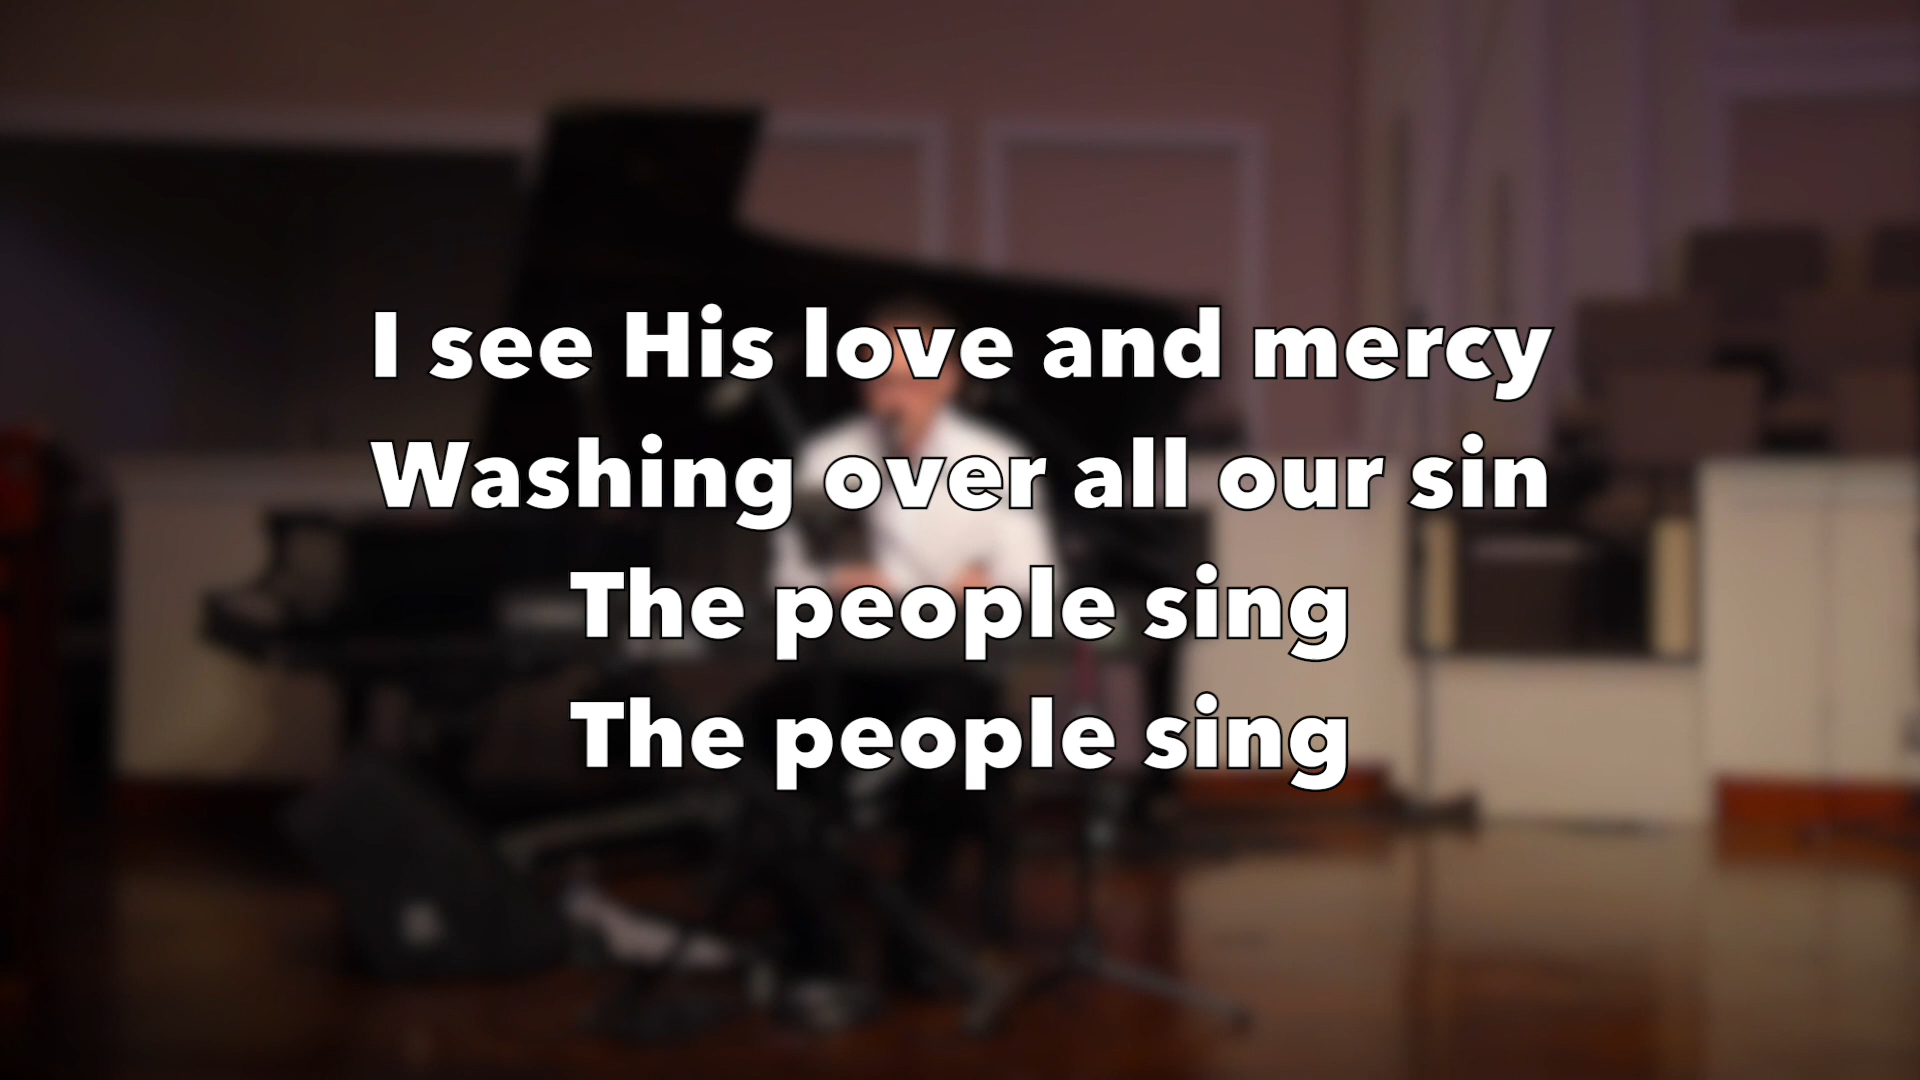 I see His love and mercy
Washing over all our sin
The people sing
The people sing